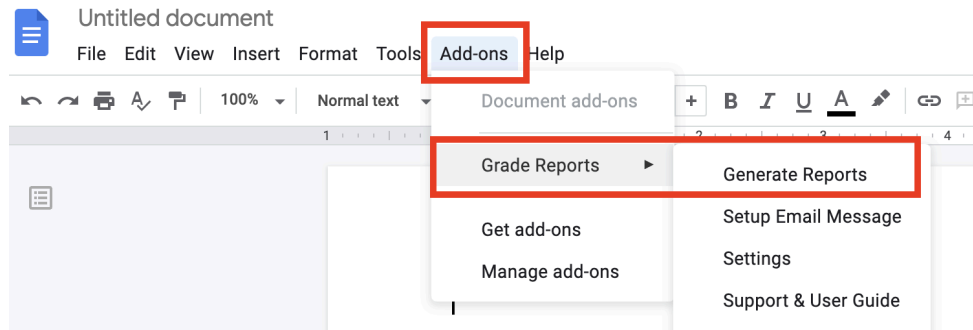 Untitled document
File Edit View Insert Format Tools Add-ons Help
100% Normal text Document add-ons + B I U A
1 2 3 4
Grade Reports Generate Reports
Setup Email Message
Get add-ons
Settings
Manage add-ons
Support & User Guide